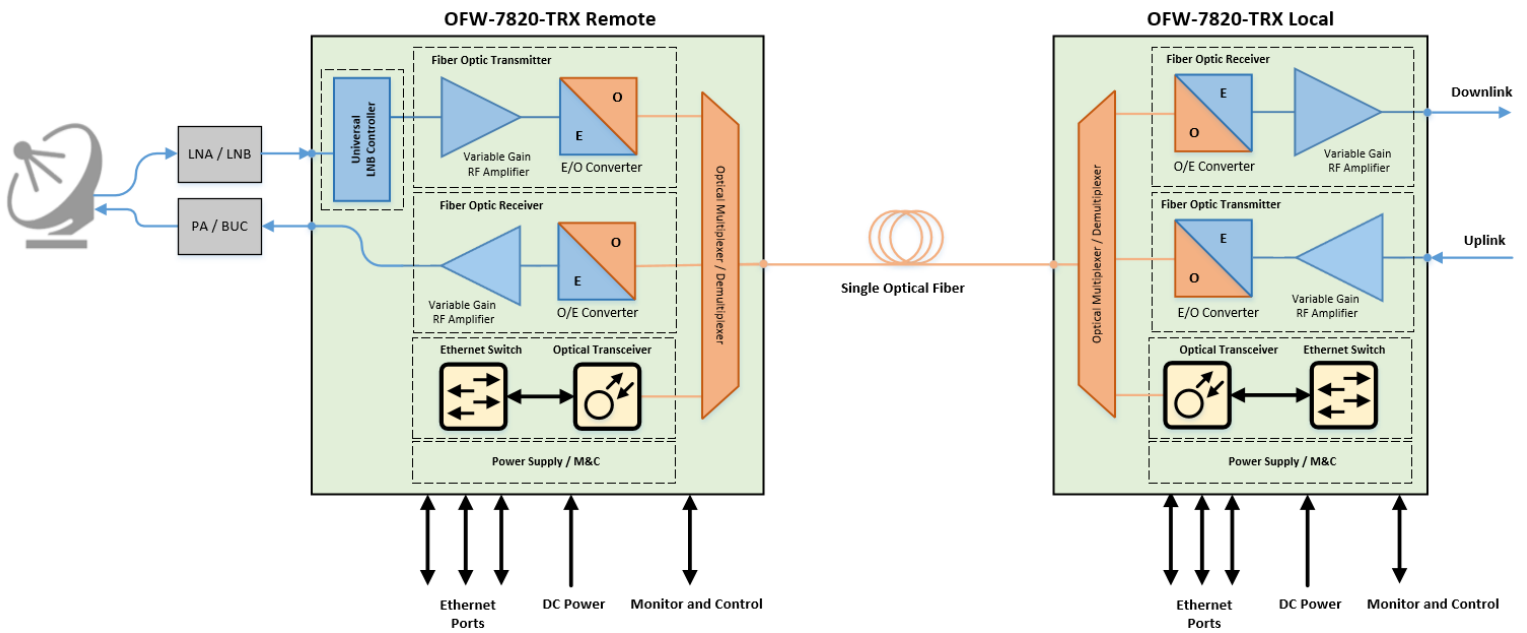 OFW-7820-TRX Remote
Fiber Optic Transmitter
Universal
LNB Controller
LNA / LNB
O
E
Variable Gain
RF Amplifier
E/O Converter
Fiber Optic Receiver
PA / BUC
O
E
Variable Gain
RF Amplifier
O/E Converter
Optical Multiplexer / Demultiplexer
Ethernet Switch
Optical Transceiver
Power Supply / M&C
Ethernet
Ports
DC Power
Monitor and Control
Single Optical Fiber
OFW-7820-TRX Local
Fiber Optic Receiver
E
O
O/E Converter
Variable Gain
RF Amplifier
Downlink
Optical Multiplexer / Demultiplexer
Fiber Optic Transmitter
E
O
E/O Converter
Variable Gain
RF Amplifier
Uplink
Optical Transceiver
Ethernet Switch
Power Supply / M&C
Ethernet
Ports
DC Power
Monitor and Control